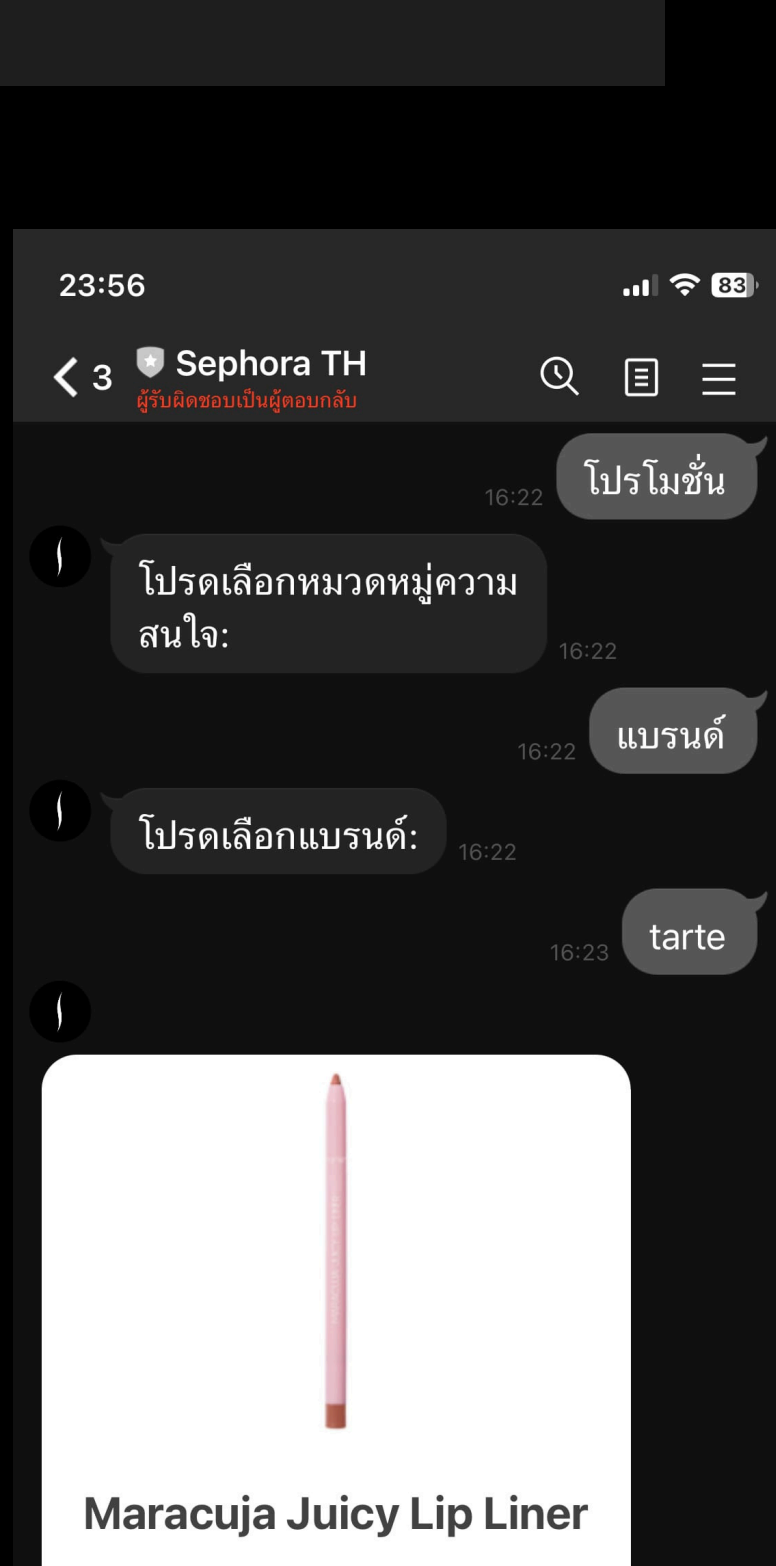 23:56
83
3 Sephora TH
ผู้รับผิดชอบเป็นผู้ตอบกลับ
โปรโมชั่น
16:22
โปรดเลือกหมวดหมู่ความ
สนใจ:
16:22
แบรนด์
16:22
โปรดเลือกแบรนด์:
16:22
tarte
16:23
Maracuja Juicy Lip Liner